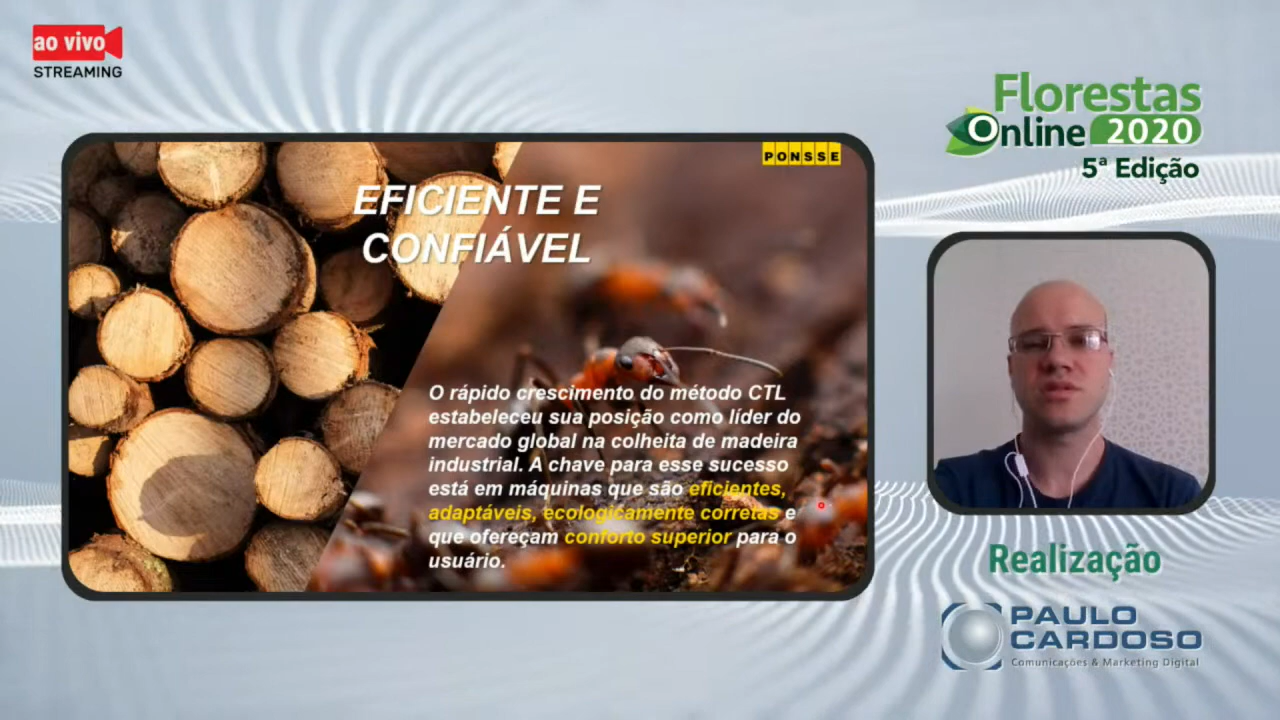 ao vivo
STREAMING
Florestas
Online 2020
5ª Edição
PONSSE
EFICIENTE E
CONFIÁVEL
O rápido crescimento do método CTL
estabeleceu sua posição como líder do
mercado global na colheita de madeira
industrial. A chave para esse sucesso
está em máquinas que são eficientes,
adaptáveis, ecologicamente corretas e
que ofereçam conforto superior para o
usuário.
Realização
PAULO
CARDOSO
Comunicações & Marketing Digital